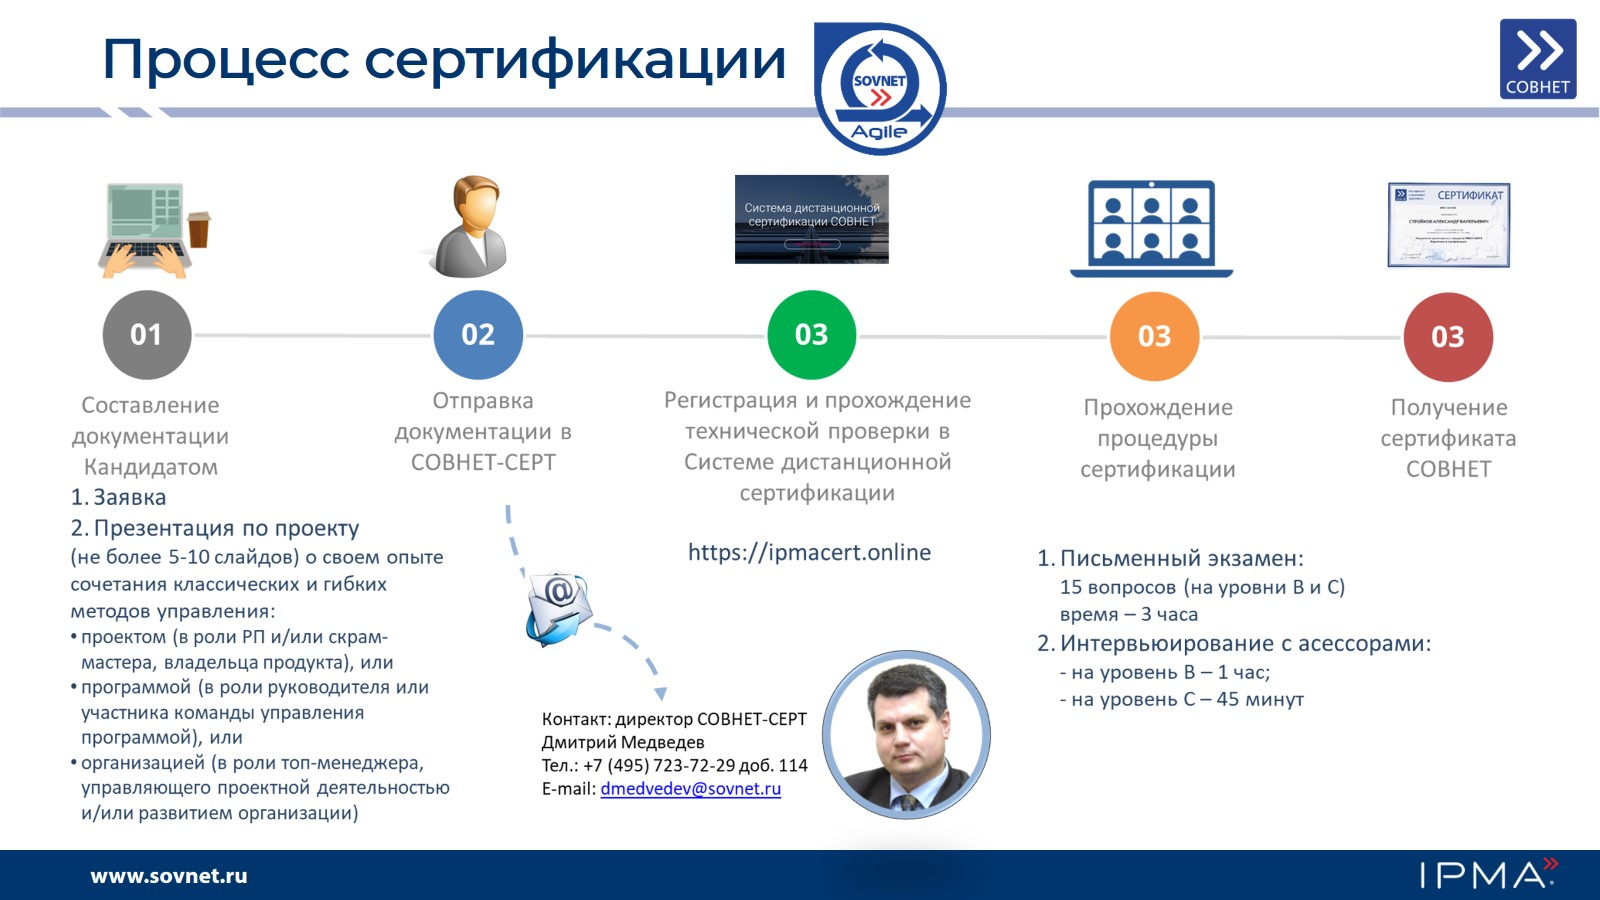 Процесс сертификации
SOVNET
Agile
СОВНЕТ
Система дистанционной
сертификации СОВНЕТ
СЕРТИФИКАТ
СТРОЙКОВ АЛЕКСАНДР ВАЛЕРЬЕВИЧ
01
02
03
03
03
Составление
документации
Кандидатом
1. Заявка
2. Презентация по проекту
(не более 5-10 слайдов) о своем опыте
сочетания классических и гибких
методов управления:
• проектом (в роли РП и/или скрам-
мастера, владельца продукта), или
• программой (в роли руководителя или
участника команды управления
программой), или
• организацией (в роли топ-менеджера,
управляющего проектной деятельностью
и/или развитием организации)
Отправка
документации в
СОВНЕТ-СЕРТ
@
Контакт: директор СОВНЕТ-СЕРТ
Дмитрий Медведев
Тел.: +7 (495) 723-72-29 доб. 114
E-mail: dmedvedev@sovnet.ru
Регистрация и прохождение
технической проверки в
Системе дистанционной
сертификации
https://ipmacert.online
Прохождение
процедуры
сертификации
1. Письменный экзамен:
15 вопросов (на уровни B и C)
время – 3 часа
2. Интервьюирование с асессорами:
- на уровень B – 1 час;
- на уровень C – 45 минут
Получение
сертификата
СОВНЕТ
www.sovnet.ru
IPMA